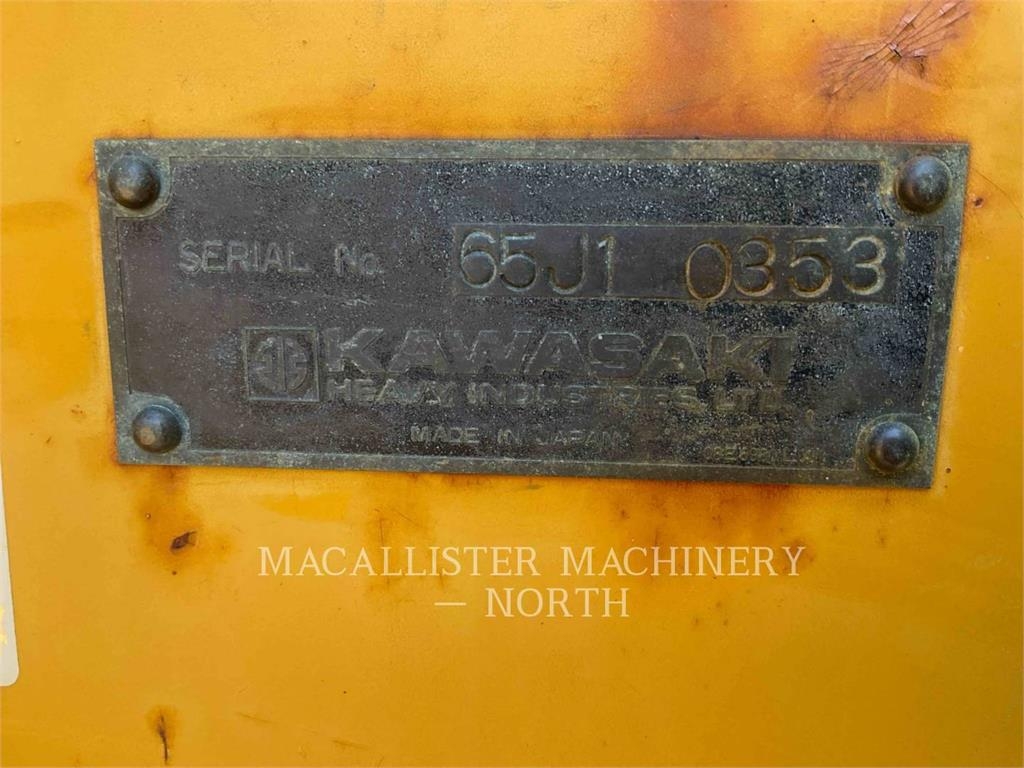 SERIAL No. 65J1 0353
KAWASAKI
HEAVY INDUSTRIES, LTD.
MADE IN JAPAN
MACALLISTER MACHINERY
— NORTH